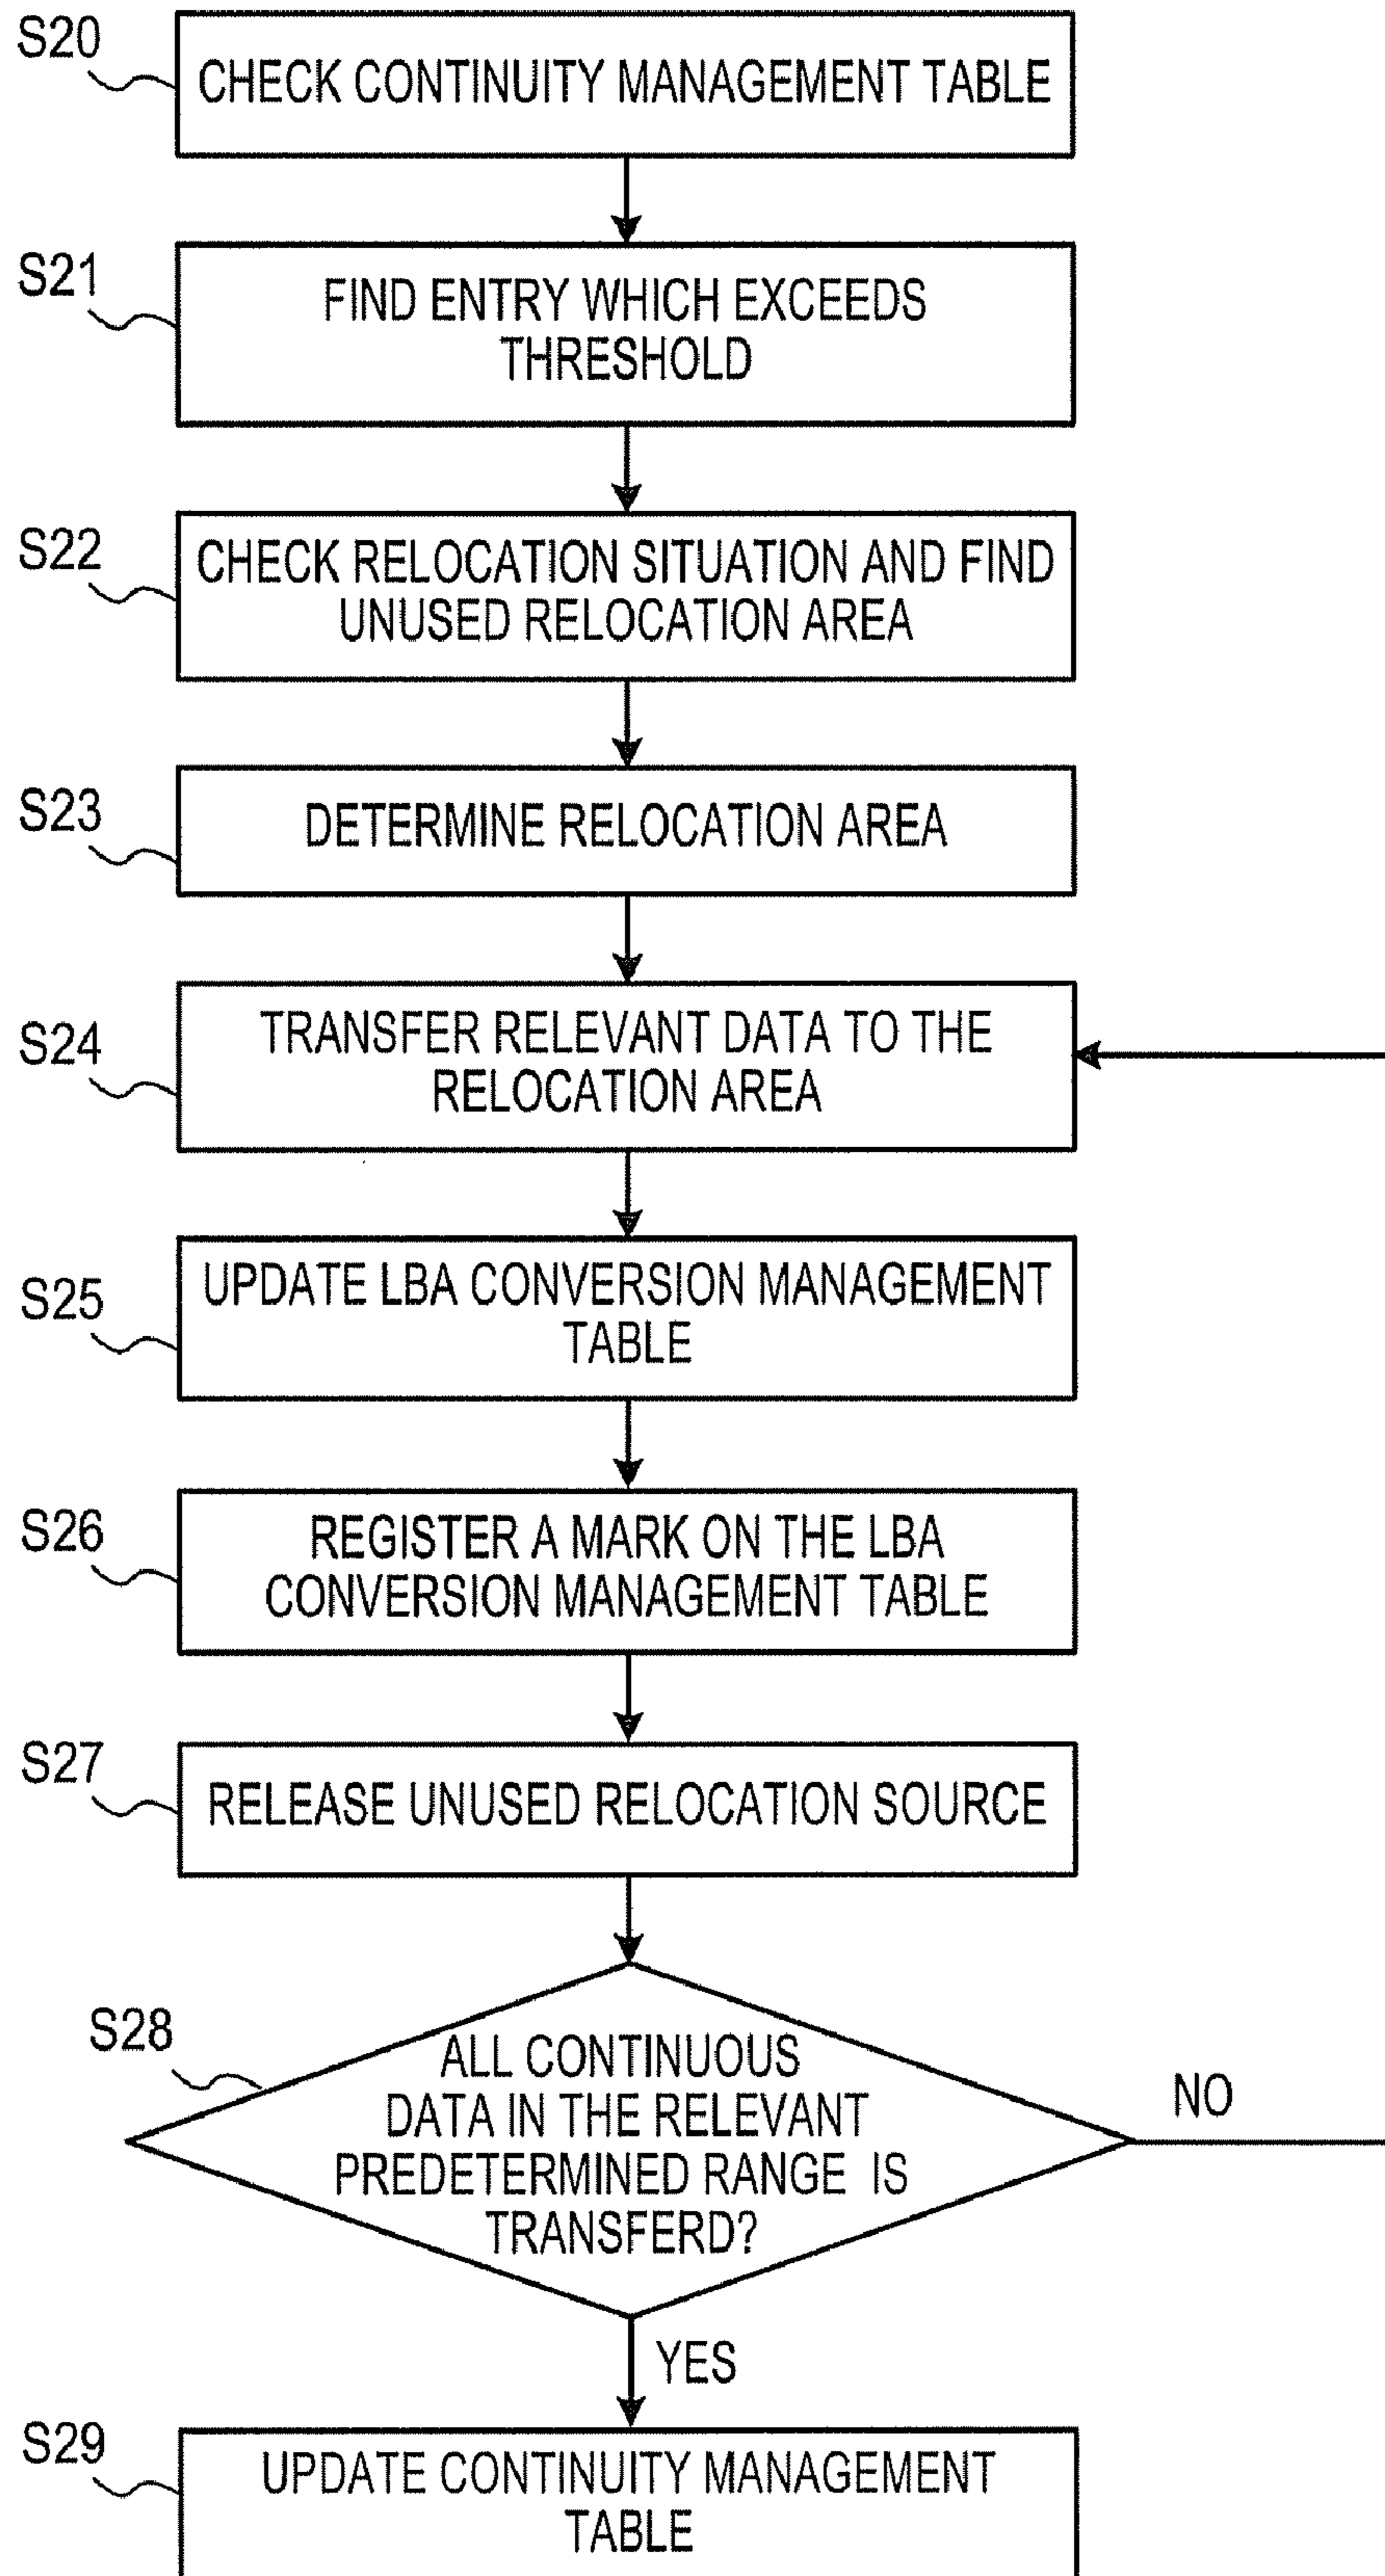 S20
CHECK CONTINUITY MANAGEMENT TABLE
S21
FIND ENTRY WHICH EXCEEDS
THRESHOLD
S22
CHECK RELOCATION SITUATION AND FIND
UNUSED RELOCATION AREA
S23
DETERMINE RELOCATION AREA
S24
TRANSFER RELEVANT DATA TO THE
RELOCATION AREA
S25
UPDATE LBA CONVERSION MANAGEMENT
TABLE
S26
REGISTER A MARK ON THE LBA
CONVERSION MANAGEMENT TABLE
S27
RELEASE UNUSED RELOCATION SOURCE
S28
ALL CONTINUOUS
DATA IN THE RELEVANT
PREDETERMINED RANGE IS
TRANSFERD?
NO
YES
S29
UPDATE CONTINUITY MANAGEMENT
TABLE